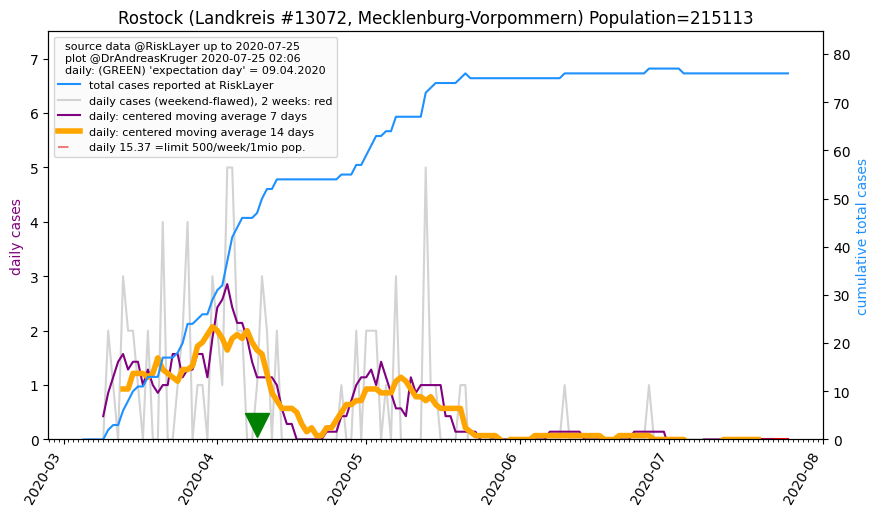 Rostock (Landkreis #13072, Mecklenburg-Vorpommern) Population=215113
source data @RiskLayer up to 2020-07-25
plot @DrAndreasKruger 2020-07-25 02:06
daily: (GREEN) 'expectation day' = 09.04.2020
total cases reported at RiskLayer
daily cases (weekend-flawed), 2 weeks: red
daily: centered moving average 7 days
daily: centered moving average 14 days
daily 15.37 =limit 500/week/1mio pop.
daily cases
7
6
5
4
3
2
1
0
cumulative total cases
80
70
60
50
40
30
20
10
0
2020-03
2020-04
2020-05
2020-06
2020-07
2020-08